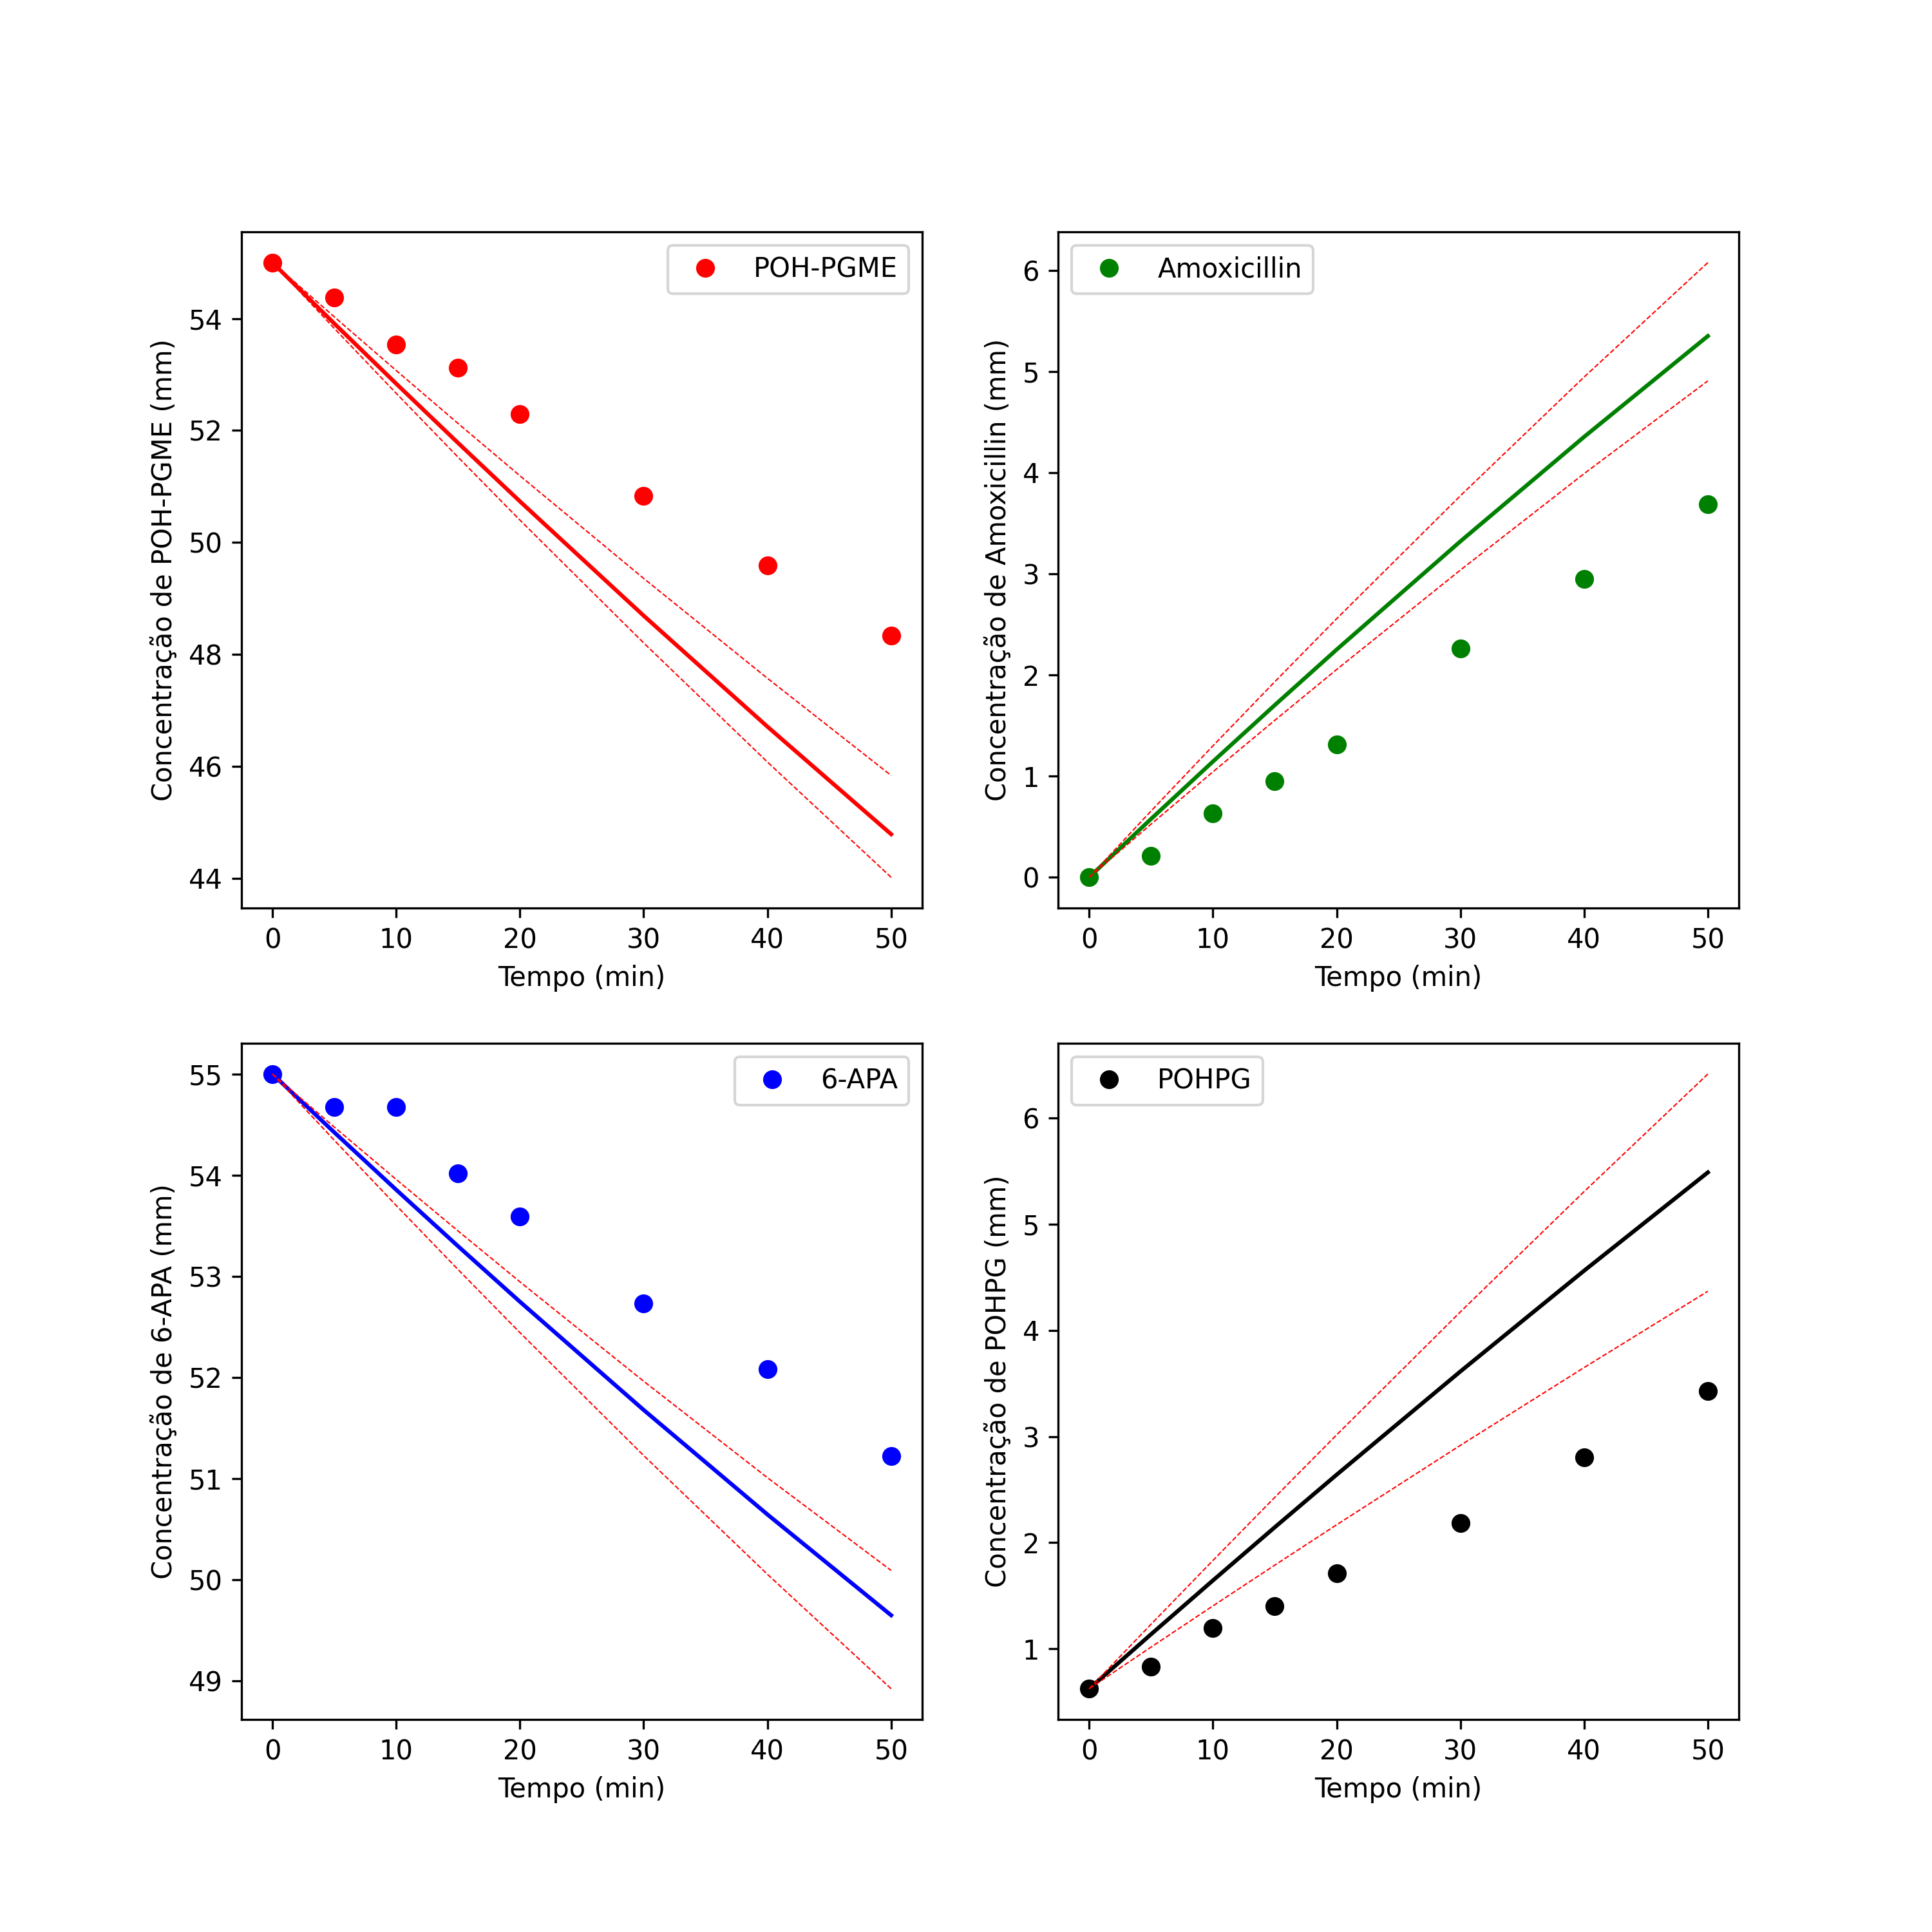 POH-PGME
Concentração de POH-PGME (mm)
54
52
50
48
46
44
0 10 20 30 40 50
Tempo (min)
Amoxicillin
Concentração de Amoxicillin (mm)
6
5
4
3
2
1
0
0 10 20 30 40 50
Tempo (min)
6-APA
Concentração de 6-APA (mm)
55
54
53
52
51
50
49
0 10 20 30 40 50
Tempo (min)
POHPG
Concentração de POHPG (mm)
6
5
4
3
2
1
0 10 20 30 40 50
Tempo (min)